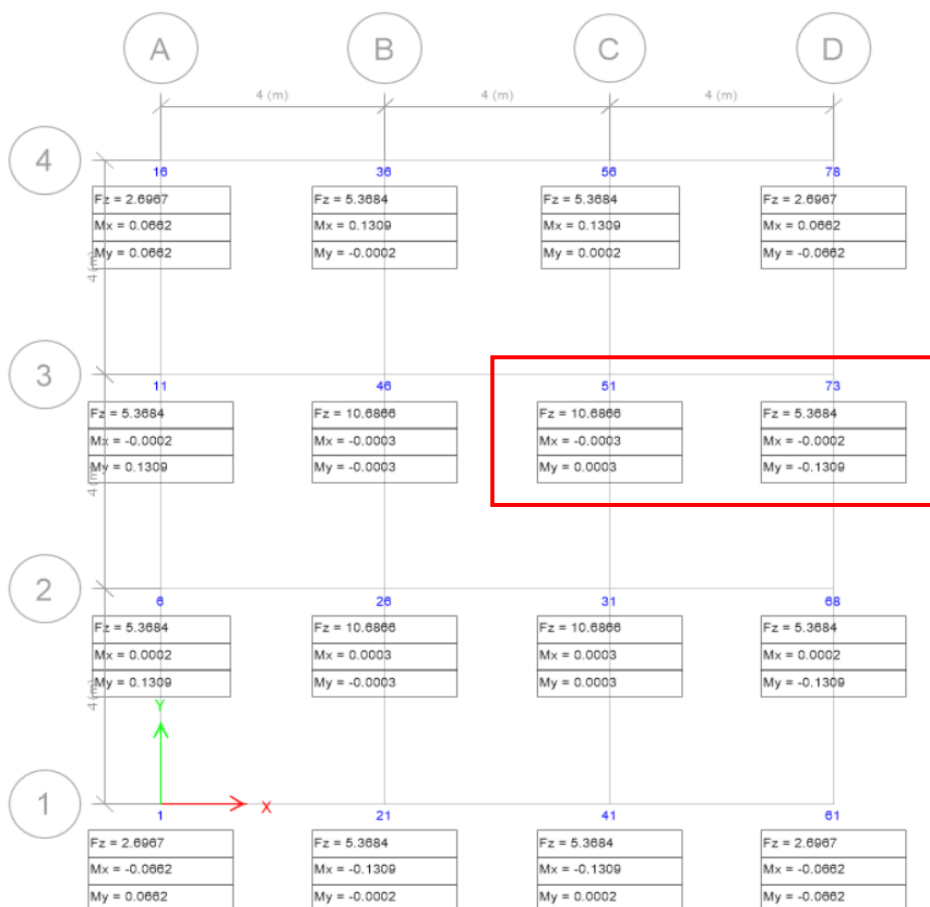 A B C D
4 (m) 4 (m) 4 (m)
4
16 36 56 78
Fz = 2.6967 Fz = 5.3684 Fz = 5.3684 Fz = 2.6967
Mx = 0.0662 Mx = 0.1309 Mx = 0.1309 Mx = 0.0662
My = 0.0662 My = -0.0002 My = 0.0002 My = -0.0662
4 (m)
3
11 46 51 73
Fz = 5.3684 Fz = 10.6866 Fz = 10.6866 Fz = 5.3684
Mx = -0.0002 Mx = -0.0003 Mx = -0.0003 Mx = -0.0002
My = 0.1309 My = -0.0003 My = 0.0003 My = -0.1309
4 (m)
2
6 26 31 68
Fz = 5.3684 Fz = 10.6866 Fz = 10.6866 Fz = 5.3684
Mx = 0.0002 Mx = 0.0003 Mx = 0.0003 Mx = 0.0002
My = 0.1309 My = -0.0003 My = 0.0003 My = -0.1309
4 (m)
Y
1
X
1 21 41 61
Fz = 2.6967 Fz = 5.3684 Fz = 5.3684 Fz = 2.6967
Mx = -0.0662 Mx = -0.1309 Mx = -0.1309 Mx = -0.0662
My = 0.0662 My = -0.0002 My = 0.0002 My = -0.0662